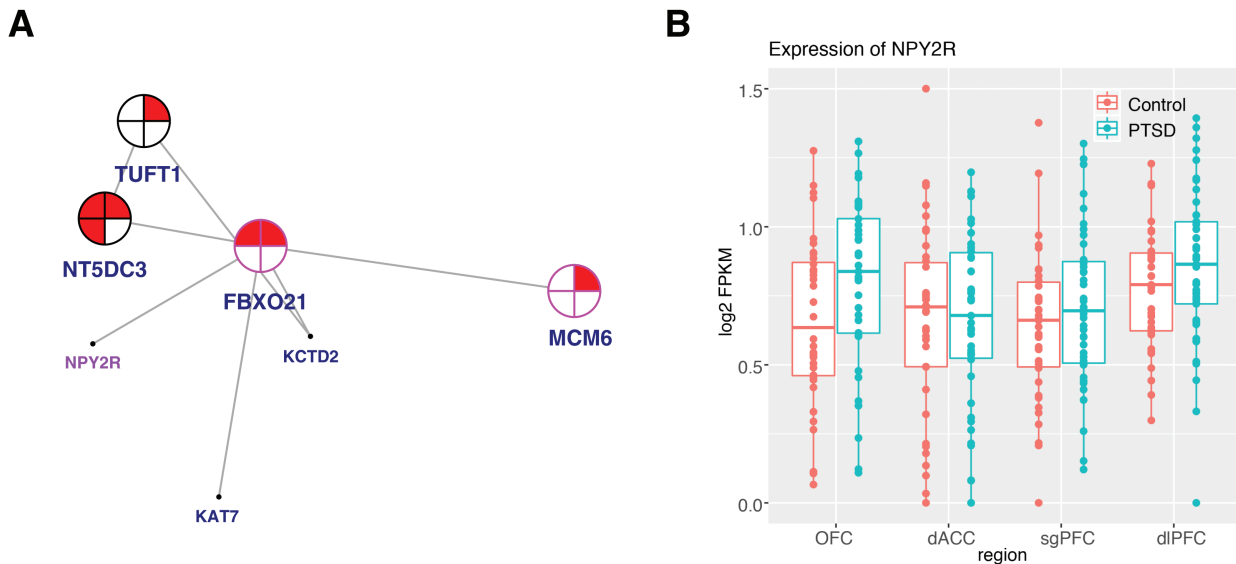 A
TUFT1
NT5DC3
FBXO21
MCM6
NPY2R
KCTD2
KAT7
B
Expression of NPY2R
log2 FPKM
1.5
1.0
0.5
0.0
Control
PTSD
OFC
dACC
sgPFC
dlPFC
region